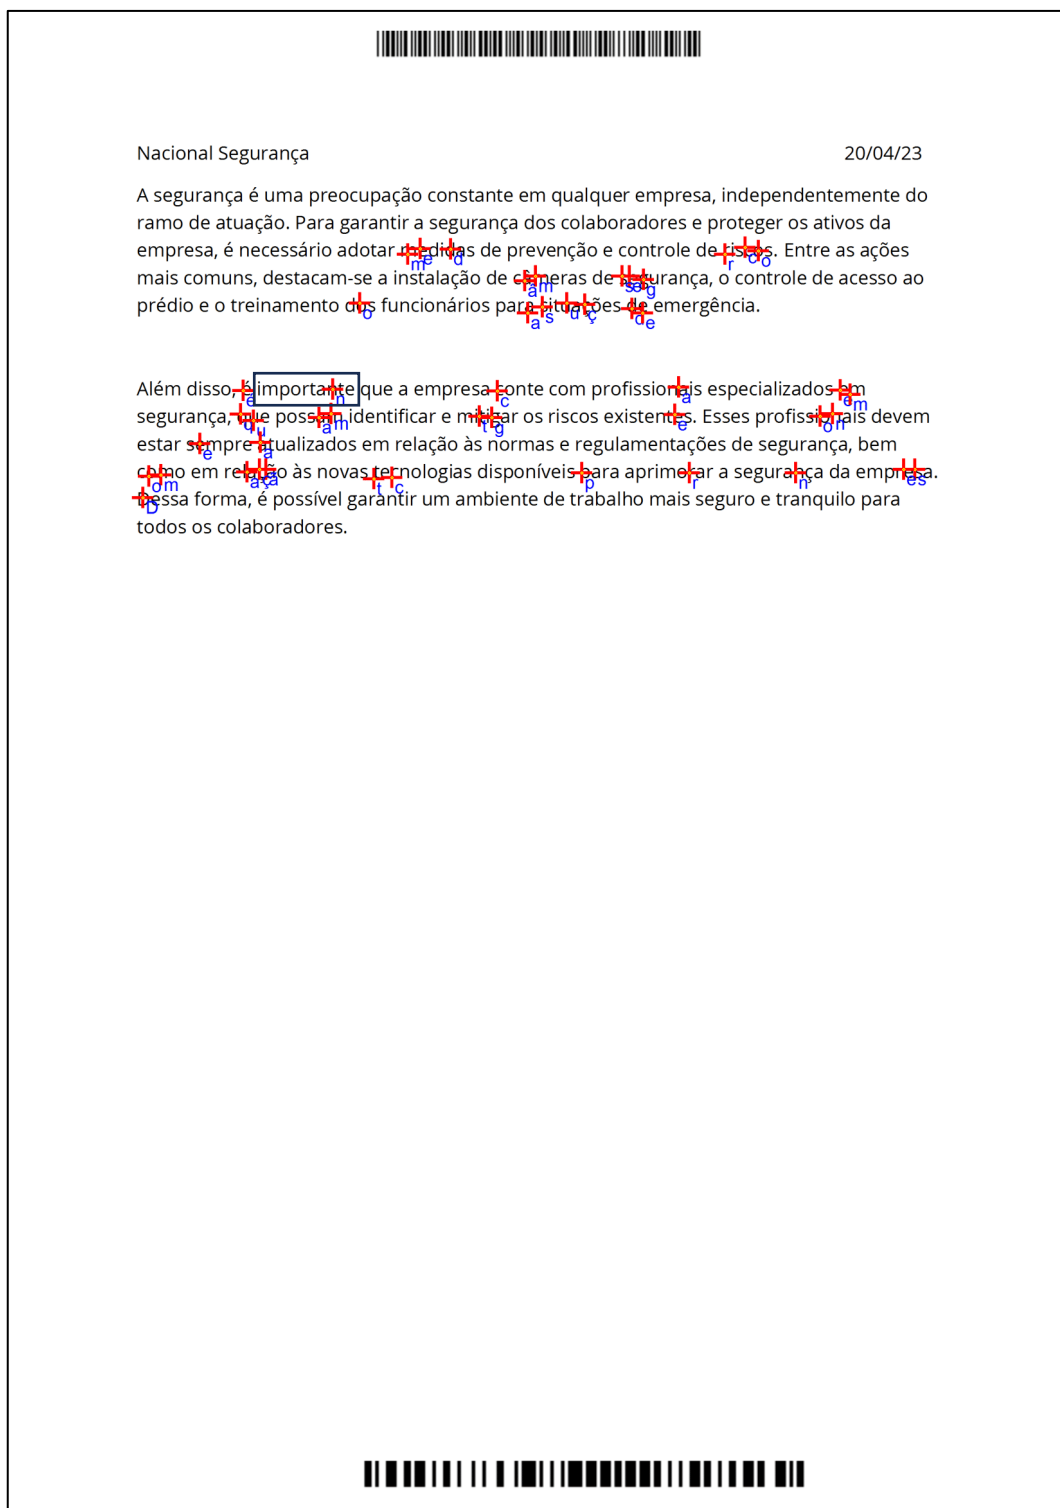 Nacional Segurança 20/04/23
A segurança é uma preocupação constante em qualquer empresa, independentemente do
ramo de atuação. Para garantir a segurança dos colaboradores e proteger os ativos da
empresa, é necessário adotar medidas de prevenção e controle de riscos. Entre as ações
m e d r c o
mais comuns, destacam-se a instalação de câmeras de segurança, o controle de acesso ao
â m s e g
prédio e o treinamento dos funcionários para situações de emergência.
o a s u ç d e
Além disso, é importante que a empresa conte com profissionais especializados em
é n c a e m
segurança, que possam identificar e mitigar os riscos existentes. Esses profissionais devem
q u a m t g e o n
estar sempre atualizados em relação às normas e regulamentações de segurança, bem
e a
como em relação às novas tecnologias disponíveis para aprimorar a segurança da empresa.
o m a ç ã t c p r n e s
Dessa forma, é possível garantir um ambiente de trabalho mais seguro e tranquilo para
D
todos os colaboradores.